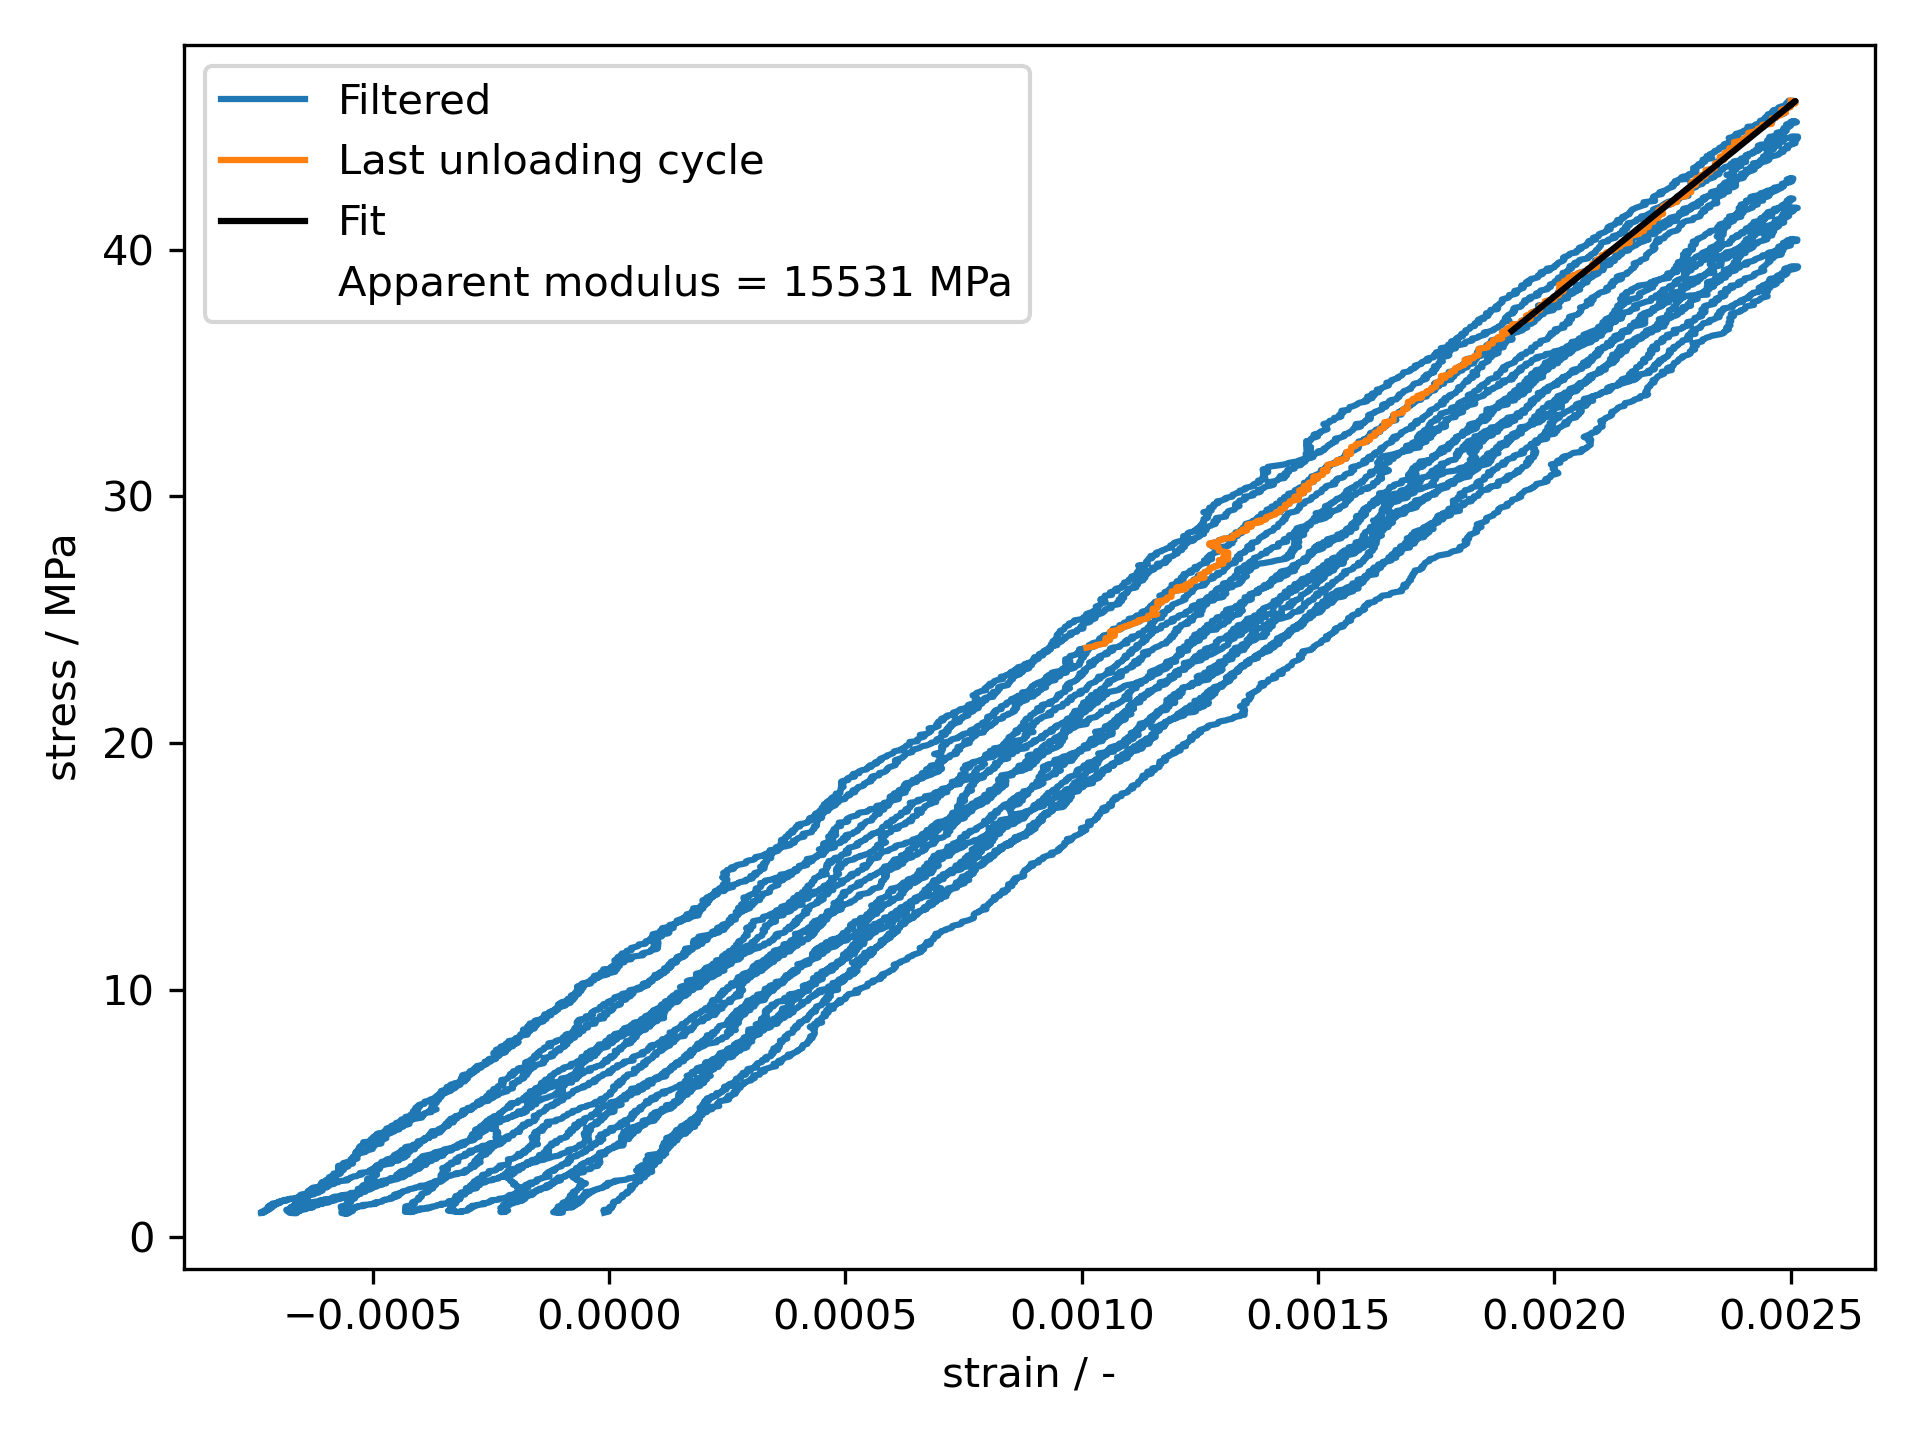 Filtered
Last unloading cycle
Fit
Apparent modulus = 15531 MPa
40
30
20
10
0
stress / MPa
−0.0005 0.0000 0.0005 0.0010 0.0015 0.0020 0.0025
strain / -